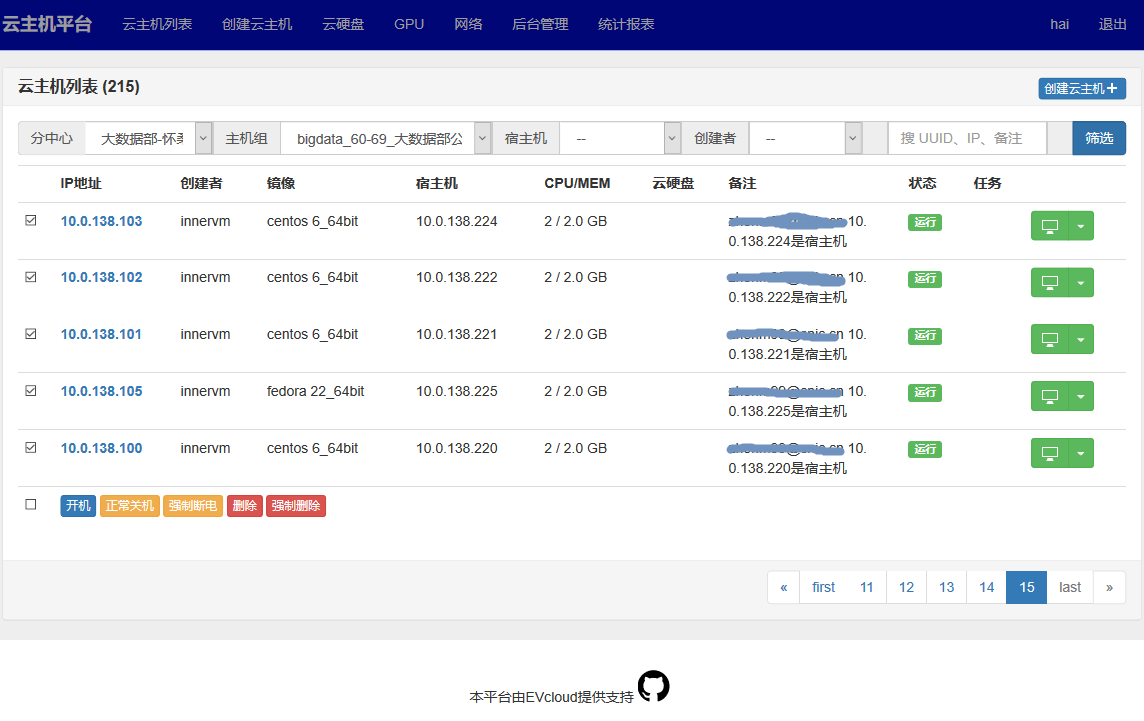 云主机平台 云主机列表 创建云主机 云硬盘 GPU 网络 后台管理 统计报表 hai 退出
云主机列表 (215) 创建云主机
分中心 大数据部-怀柔 主机组 bigdata_60-69_大数据部公 宿主机 -- 创建者 -- 搜 UUID、IP、备注 筛选
IP地址 创建者 镜像 宿主机 CPU/MEM 云硬盘 备注 状态 任务
10.0.138.103 innervm centos 6_64bit 10.0.138.224 2 / 2.0 GB 10. 运行
0.138.224是宿主机
10.0.138.102 innervm centos 6_64bit 10.0.138.222 2 / 2.0 GB 10. 运行
0.138.222是宿主机
10.0.138.101 innervm centos 6_64bit 10.0.138.221 2 / 2.0 GB 10. 运行
0.138.221是宿主机
10.0.138.105 innervm fedora 22_64bit 10.0.138.225 2 / 2.0 GB 10. 运行
0.138.225是宿主机
10.0.138.100 innervm centos 6_64bit 10.0.138.220 2 / 2.0 GB 10. 运行
0.138.220是宿主机
开机 正常关机 强制断电 删除 强制删除
« first 11 12 13 14 15 last »
本平台由EVcloud提供支持